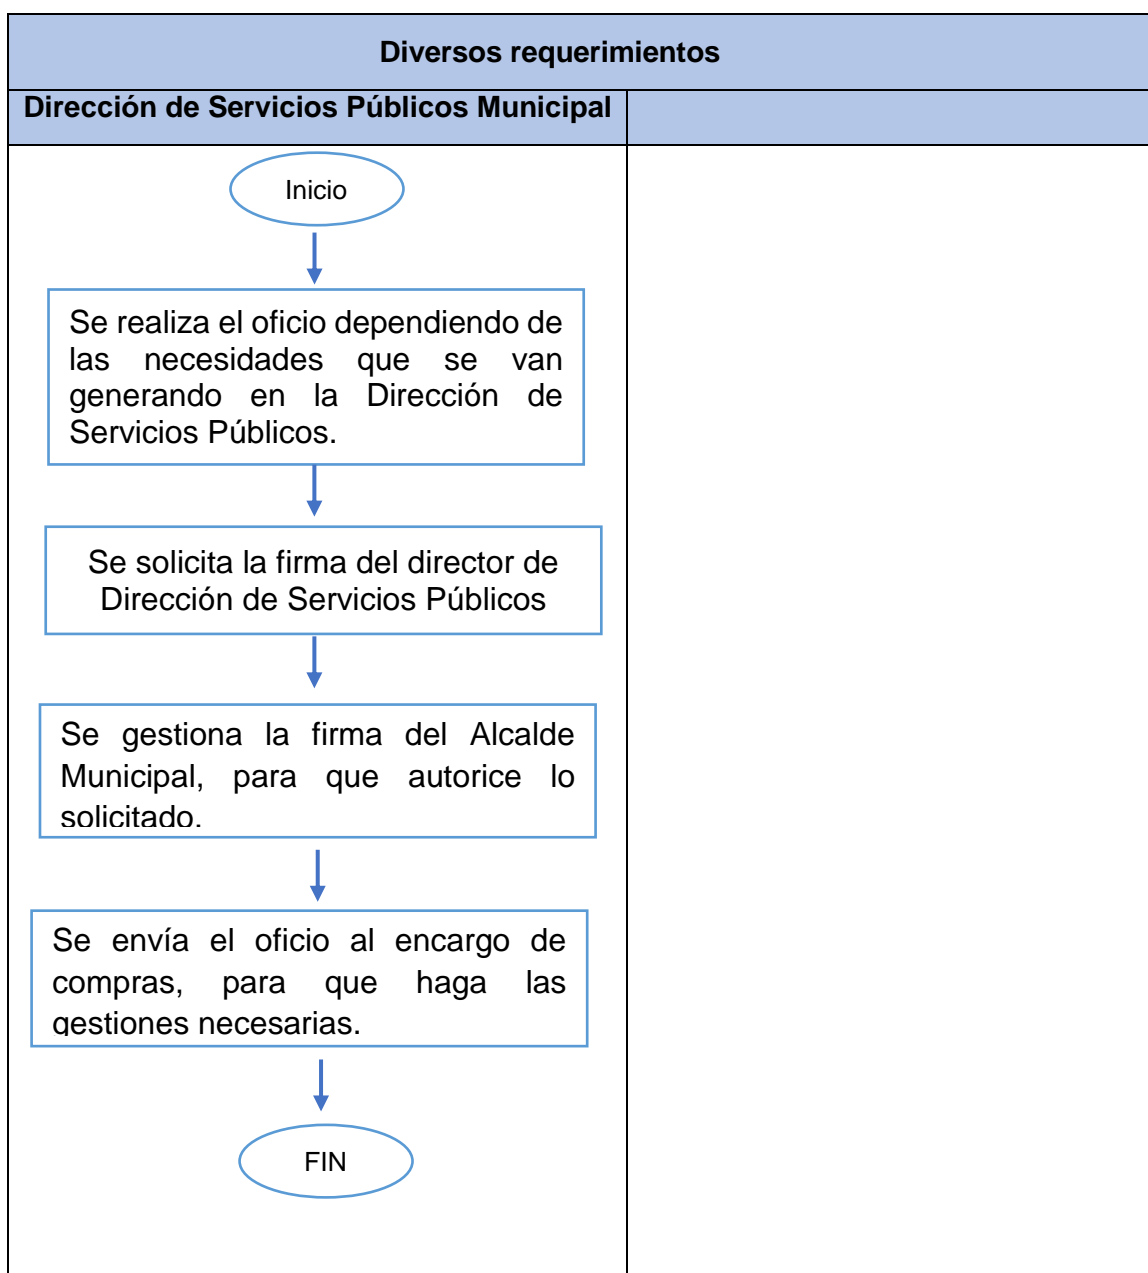 Diversos requerimientos
Dirección de Servicios Públicos Municipal
Inicio
Se realiza el oficio dependiendo de
las necesidades que se van
generando en la Dirección de
Servicios Públicos.
Se solicita la firma del director de
Dirección de Servicios Públicos
Se gestiona la firma del Alcalde
Municipal, para que autorice lo
solicitado.
Se envía el oficio al encargo de
compras, para que haga las
gestiones necesarias.
FIN